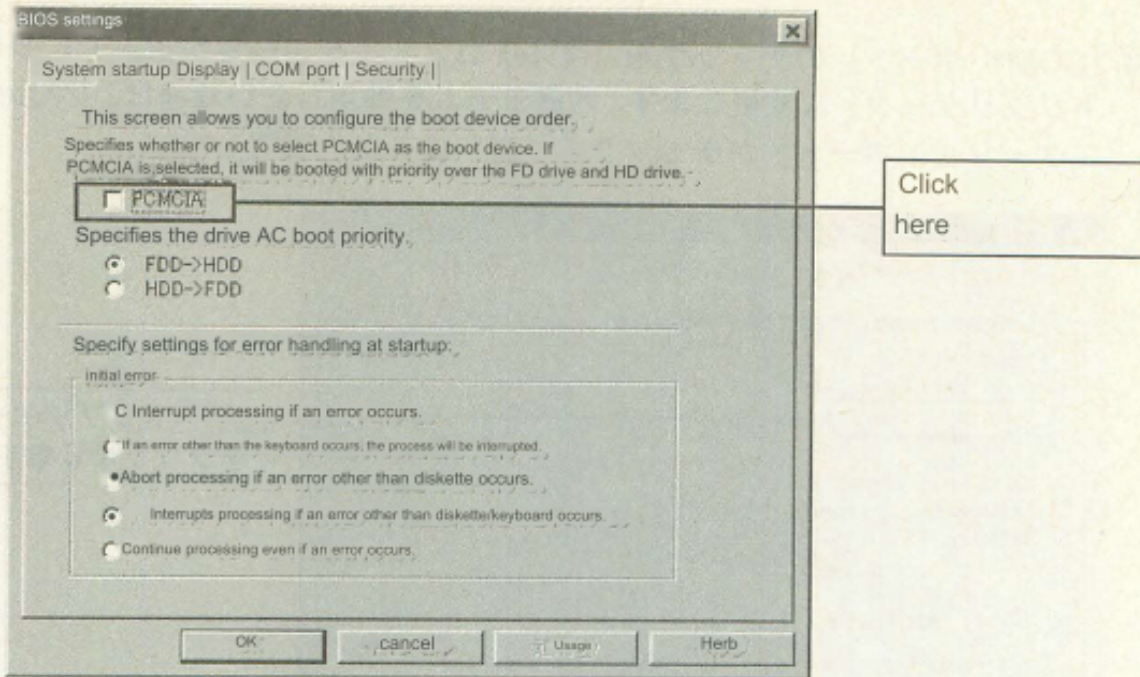 BIOS settings
System startup Display | COM port | Security |
This screen allows you to configure the boot device order.
Specifies whether or not to select PCMCIA as the boot device. If
PCMCIA is selected, it will be booted with priority over the FD drive and HD drive.
PCMCIA
Click
here
Specifies the drive AC boot priority.
FDD->HDD
HDD->FDD
Specify settings for error handling at startup:
initial error
C Interrupt processing if an error occurs.
If an error other than the keyboard occurs, the process will be interrupted.
Abort processing if an error other than diskette occurs.
Interrupts processing if an error other than diskette/keyboard occurs.
Continue processing even if an error occurs.
OK cancel Usage Herb